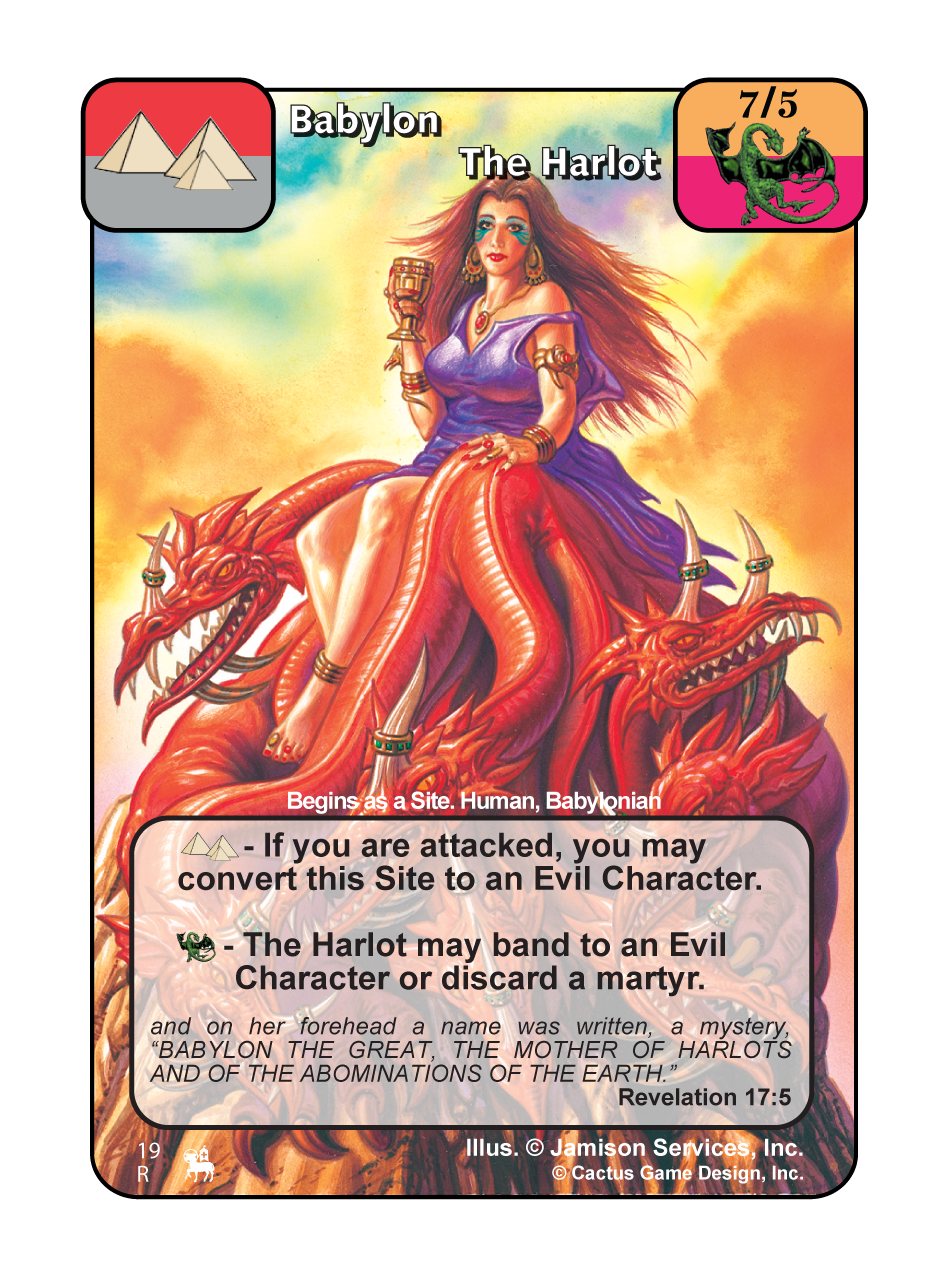 7/5
Babylon
The Harlot
Begins as a Site. Human, Babylonian
- If you are attacked, you may
convert this Site to an Evil Character.
- The Harlot may band to an Evil
Character or discard a martyr.
and on her forehead a name was written, a mystery,
“BABYLON THE GREAT, THE MOTHER OF HARLOTS
AND OF THE ABOMINATIONS OF THE EARTH.”
Revelation 17:5
19
R
Illus. © Jamison Services, Inc.
© Cactus Game Design, Inc.